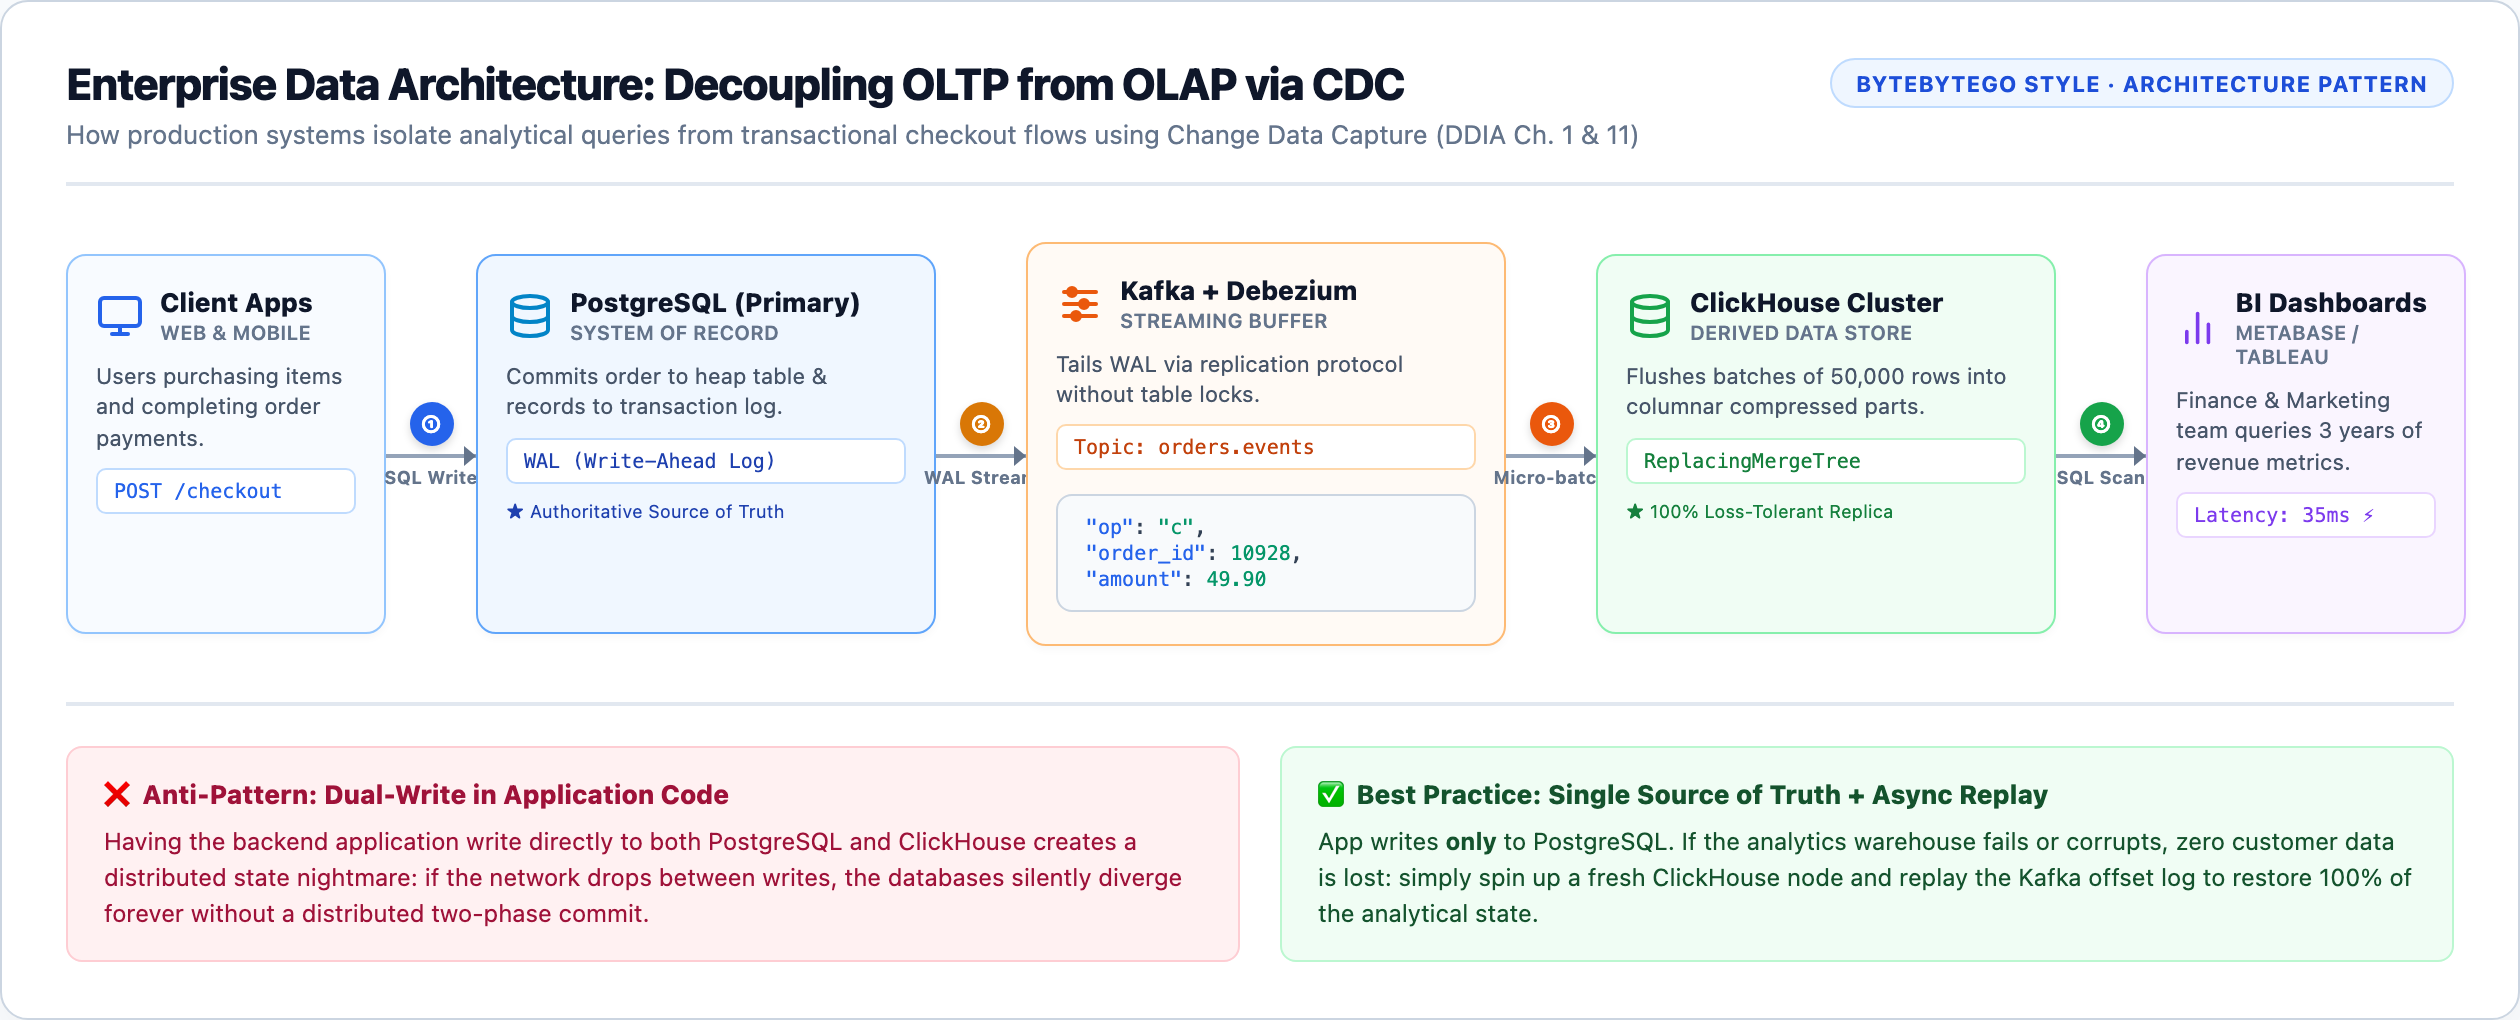 Enterprise Data Architecture: Decoupling OLTP from OLAP via CDC
BYTEBYTEGO STYLE · ARCHITECTURE PATTERN
How production systems isolate analytical queries from transactional checkout flows using Change Data Capture (DDIA Ch. 1 & 11)
Client Apps
WEB & MOBILE
Users purchasing items
and completing order
payments.
POST /checkout
①
SQL Write
PostgreSQL (Primary)
SYSTEM OF RECORD
Commits order to heap table &
records to transaction log.
WAL (Write-Ahead Log)
★ Authoritative Source of Truth
②
WAL Strear
Kafka + Debezium
STREAMING BUFFER
Tails WAL via replication protocol
without table locks.
Topic: orders.events
"op": "c",
"order_id": 10928,
"amount": 49.90
③
Micro-batc
ClickHouse Cluster
DERIVED DATA STORE
Flushes batches of 50,000 rows into
columnar compressed parts.
ReplacingMergeTree
★ 100% Loss-Tolerant Replica
④
SQL Scan
BI Dashboards
METABASE /
TABLEAU
Finance & Marketing
team queries 3 years of
revenue metrics.
Latency: 35ms ⚡
❌ Anti-Pattern: Dual-Write in Application Code
Having the backend application write directly to both PostgreSQL and ClickHouse creates a
distributed state nightmare: if the network drops between writes, the databases silently diverge
forever without a distributed two-phase commit.
✅ Best Practice: Single Source of Truth + Async Replay
App writes only to PostgreSQL. If the analytics warehouse fails or corrupts, zero customer data
is lost: simply spin up a fresh ClickHouse node and replay the Kafka offset log to restore 100% of
the analytical state.